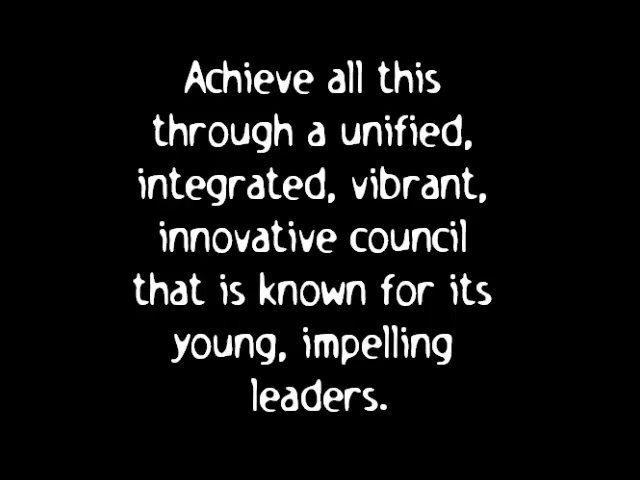 Achieve all this
through a unified,
integrated, vibrant,
innovative council
that is known for its
young, impelling
leaders.